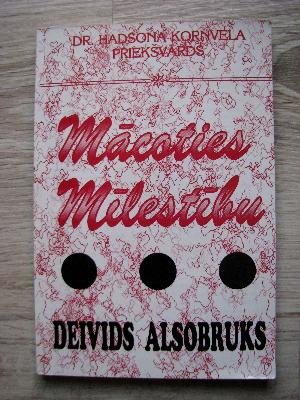 DR. HADSONA KORNVELA
PRIEKŠVĀRDS
Mācoties
Mīlestību
DEIVIDS ALSOBRUKS